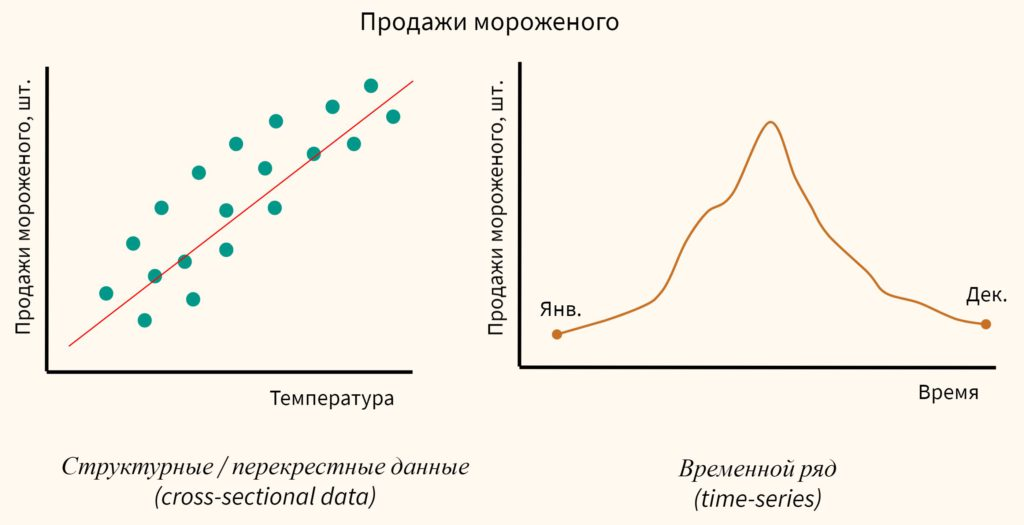 Продажи мороженого
Продажи мороженого, шт.
Температура
Структурные / перекрестные данные
(cross-sectional data)
Продажи мороженого, шт.
Янв.
Дек.
Время
Временной ряд
(time-series)